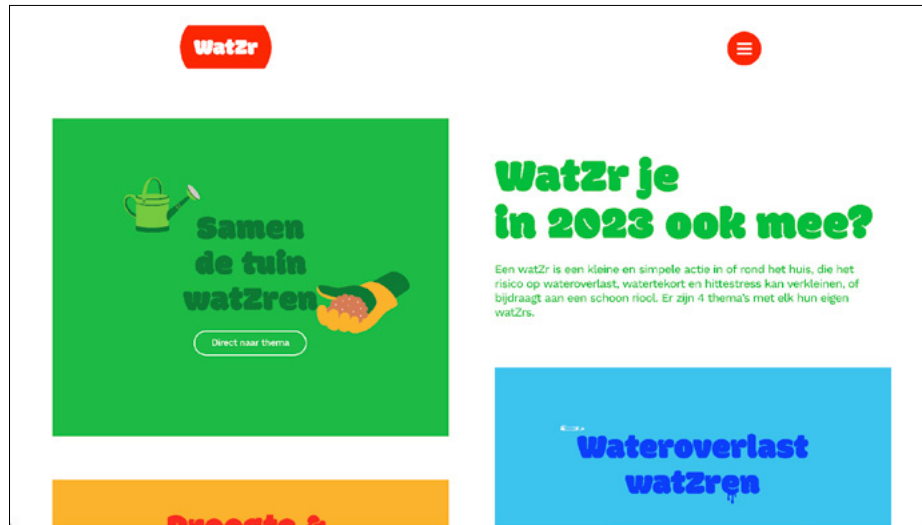 WatZr
Samen
de tuin
watZren
Direct naar thema
WatZr je
in 2023 ook mee?
Een watZr is een kleine en simpele actie in of rond het huis, die het
risico op wateroverlast, watertekort en hittestress kan verkleinen, of
bijdraagt aan een schoon riool. Er zijn 4 thema's met elk hun eigen
watZrs.
Wateroverlast
watZren
Droogte &